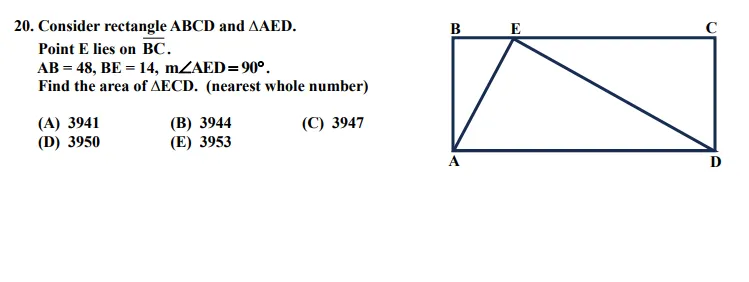 20. Consider rectangle ABCD and ΔAED.
Point E lies on BC.
AB = 48, BE = 14, m∠AED = 90°.
Find the area of ΔECD. (nearest whole number)
(A) 3941 (B) 3944 (C) 3947
(D) 3950 (E) 3953
B E C
A D